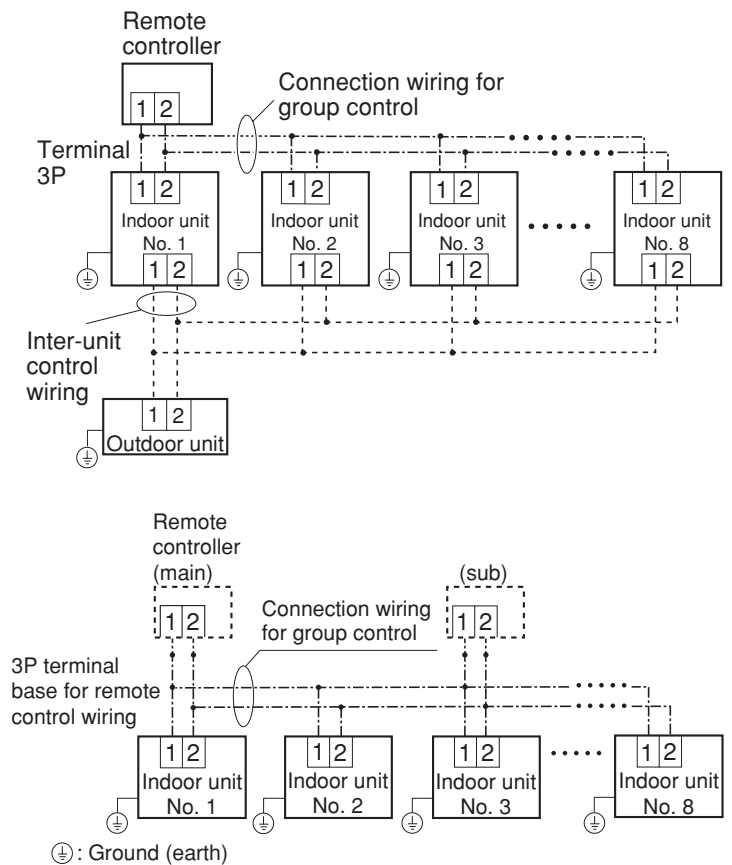 Remote
controller
1 2
Connection wiring for
group control
Terminal
3P
1 2
Indoor unit
No. 1
1 2
1 2
Indoor unit
No. 2
1 2
1 2
Indoor unit
No. 3
1 2
1 2
Indoor unit
No. 8
1 2
Inter-unit
control
wiring
1 2
Outdoor unit
Remote
controller
(main)
1 2
(sub)
1 2
Connection wiring
for group control
3P terminal
base for remote
control wiring
1 2
Indoor unit
No. 1
1 2
Indoor unit
No. 2
1 2
Indoor unit
No. 3
1 2
Indoor unit
No. 8
: Ground (earth)